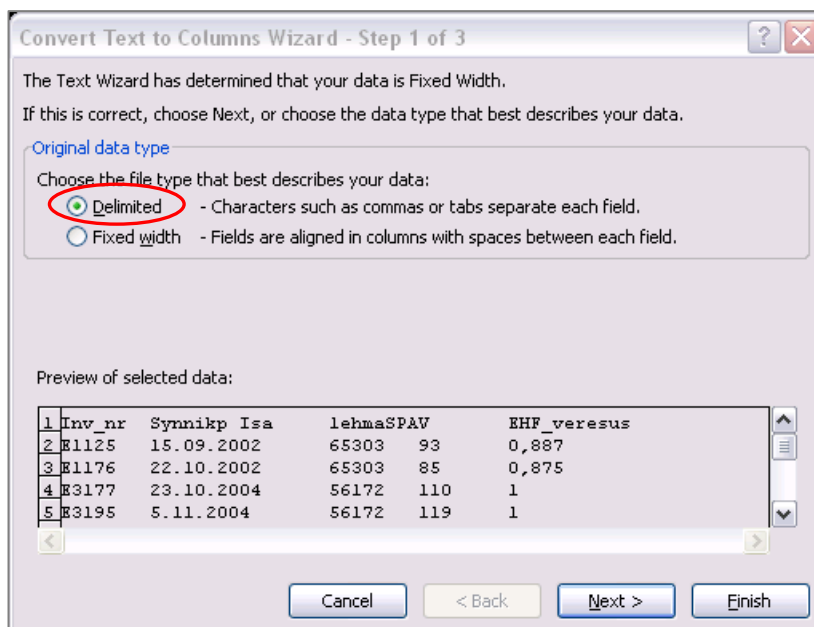 Convert Text to Columns Wizard - Step 1 of 3
The Text Wizard has determined that your data is Fixed Width.
If this is correct, choose Next, or choose the data type that best describes your data.
Original data type
Choose the file type that best describes your data:
Delimited - Characters such as commas or tabs separate each field.
Fixed width - Fields are aligned in columns with spaces between each field.
Preview of selected data:
1 Inv_nr Synnikp Isa lehmaSPAV EHF_veresus
2 E1125 15.09.2002 65303 93 0,887
3 E1176 22.10.2002 65303 85 0,875
4 E3177 23.10.2004 56172 110 1
5 E3195 5.11.2004 56172 119 1
Cancel < Back Next > Finish